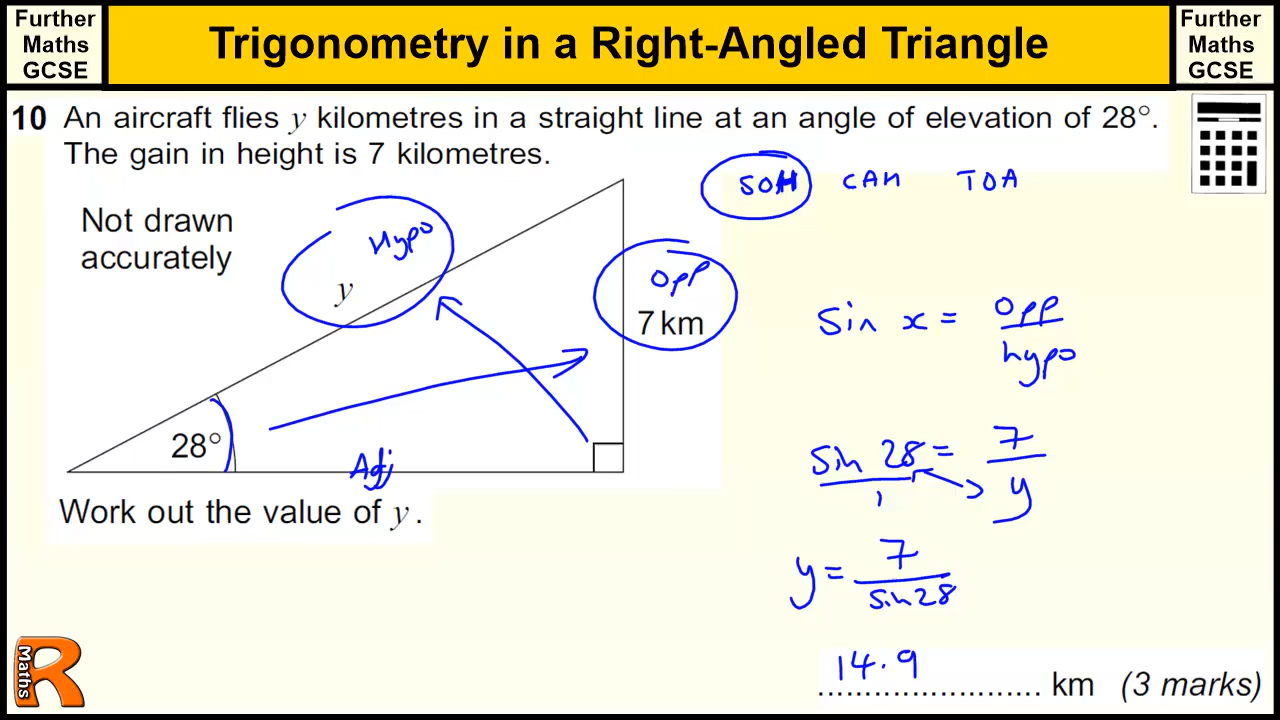 Further
Maths
GCSE
Trigonometry in a Right-Angled Triangle
Further
Maths
GCSE
10 An aircraft flies y kilometres in a straight line at an angle of elevation of 28°.
The gain in height is 7 kilometres.
SOH CAH TOA
Not drawn
accurately
Hypo
y
opp
7 km
Sin x = opp
hypo
28°
Adj
Sin 28 = 7
1 y
Work out the value of y.
y = 7
sin28
14.9
........................ km (3 marks)
R
Maths